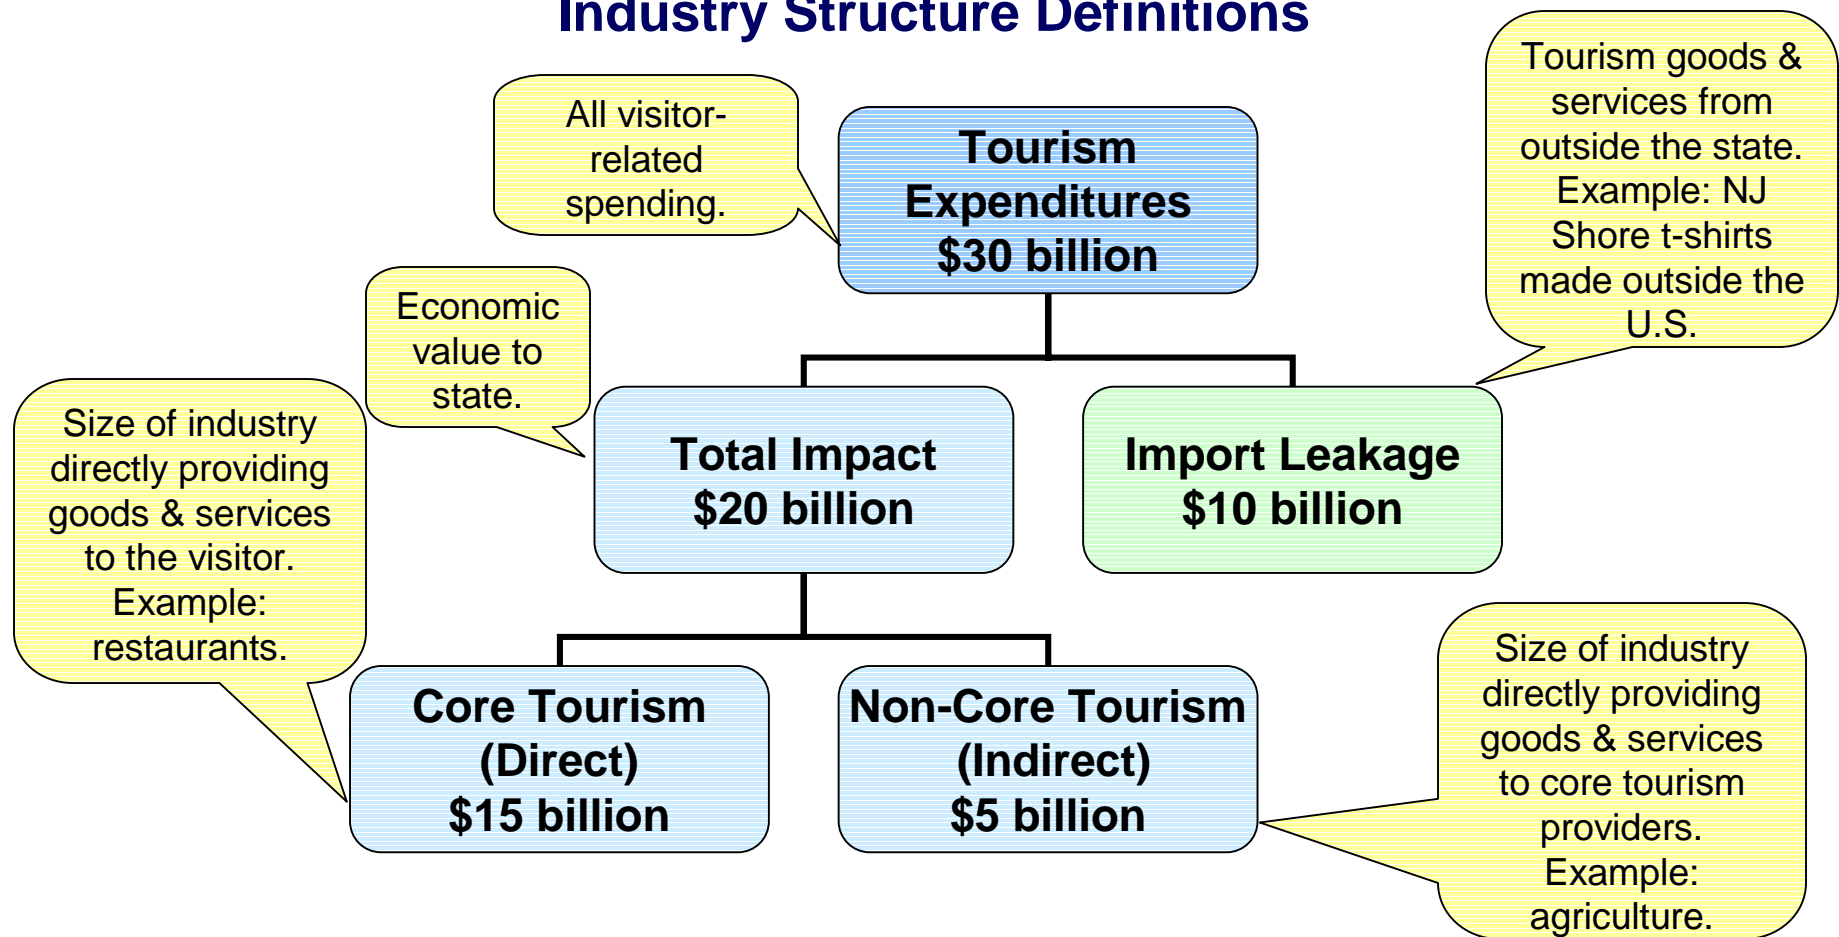 Industry Structure Definitions
All visitor-
related
spending.
Tourism
Expenditures
$30 billion
Tourism goods &
services from
outside the state.
Example: NJ
Shore t-shirts
made outside the
U.S.
Economic
value to
state.
Total Impact
$20 billion
Import Leakage
$10 billion
Size of industry
directly providing
goods & services
to the visitor.
Example:
restaurants.
Core Tourism
(Direct)
$15 billion
Non-Core Tourism
(Indirect)
$5 billion
Size of industry
directly providing
goods & services
to core tourism
providers.
Example:
agriculture.